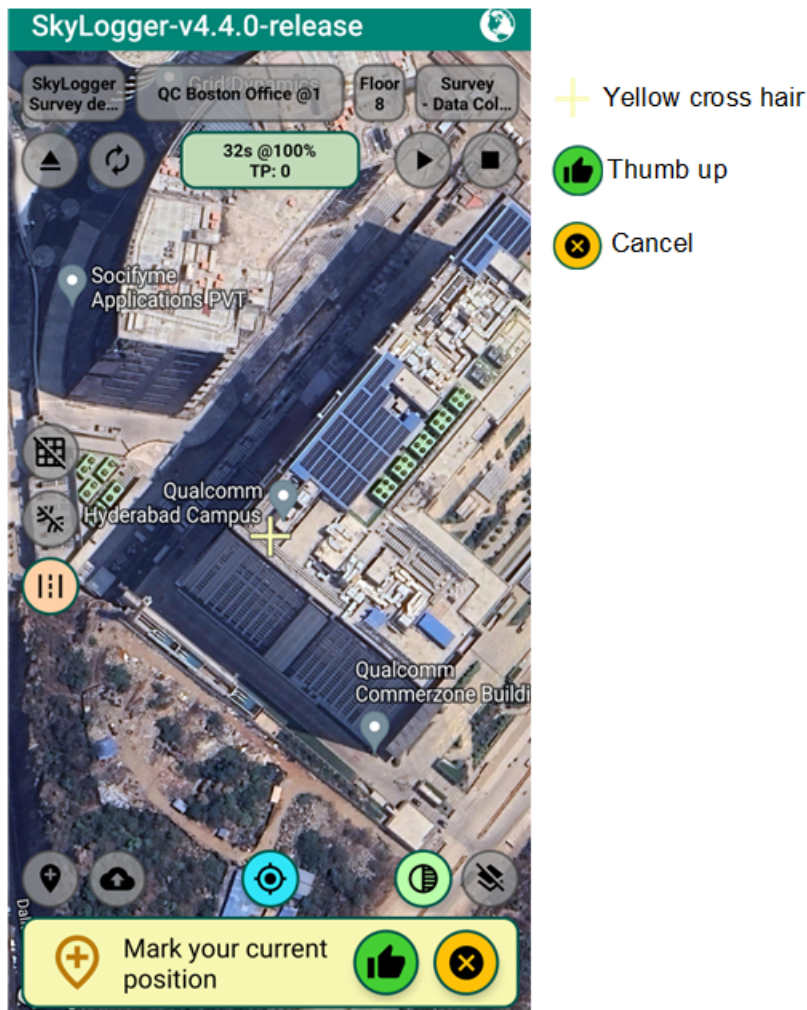 SkyLogger-v4.4.0-release
Grid Dynamics
SkyLogger
Survey de...
QC Boston Office @1
Floor
8
Survey
- Data Col...
32s @100%
TP: 0
Socifyme
Applications PVT
Qualcomm
Hyderabad Campus
Qualcomm
Commerzone Buildi
Mark your current
position
Yellow cross hair
Thumb up
Cancel